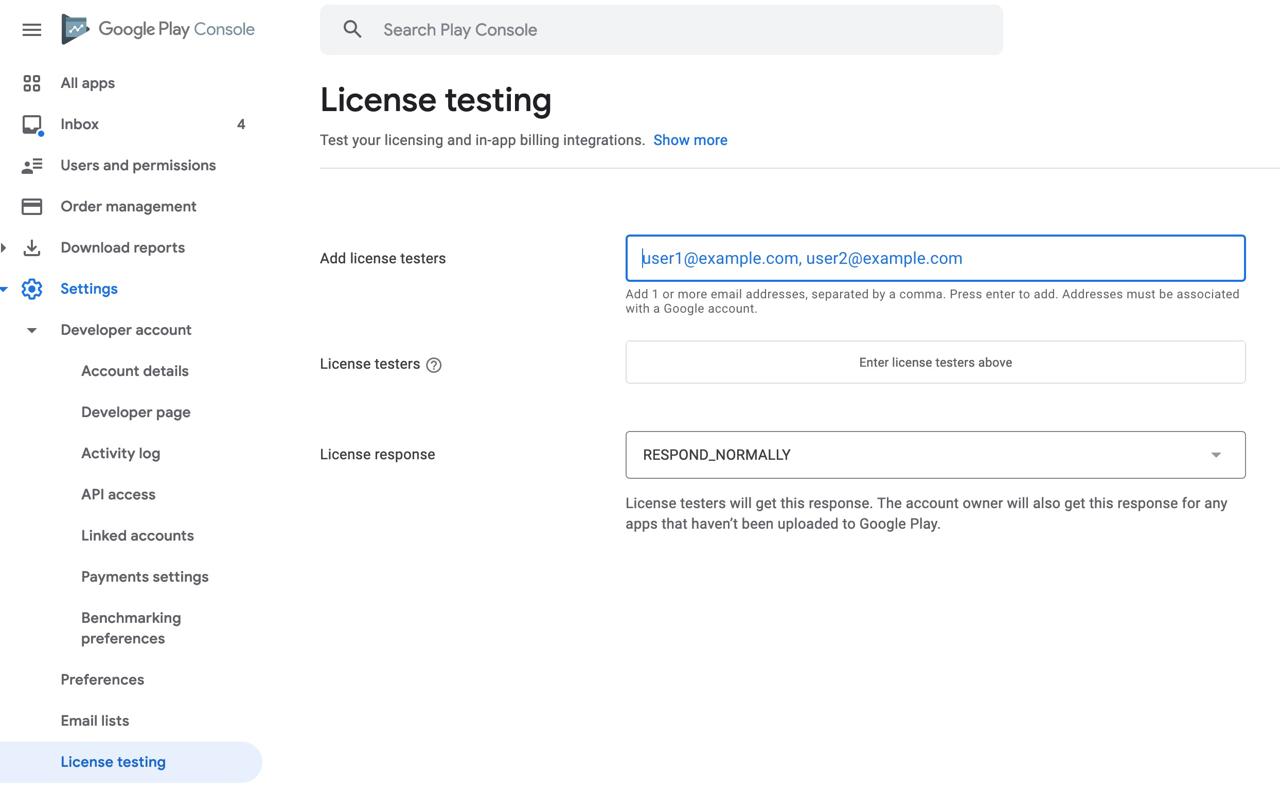 Google Play Console
Search Play Console
All apps
Inbox 4
Users and permissions
Order management
Download reports
Settings
Developer account
Account details
Developer page
Activity log
API access
Linked accounts
Payments settings
Benchmarking
preferences
Preferences
Email lists
License testing
License testing
Test your licensing and in-app billing integrations. Show more
Add license testers
user1@example.com, user2@example.com
Add 1 or more email addresses, separated by a comma. Press enter to add. Addresses must be associated
with a Google account.
License testers ?
Enter license testers above
License response
RESPOND_NORMALLY
License testers will get this response. The account owner will also get this response for any
apps that haven’t been uploaded to Google Play.